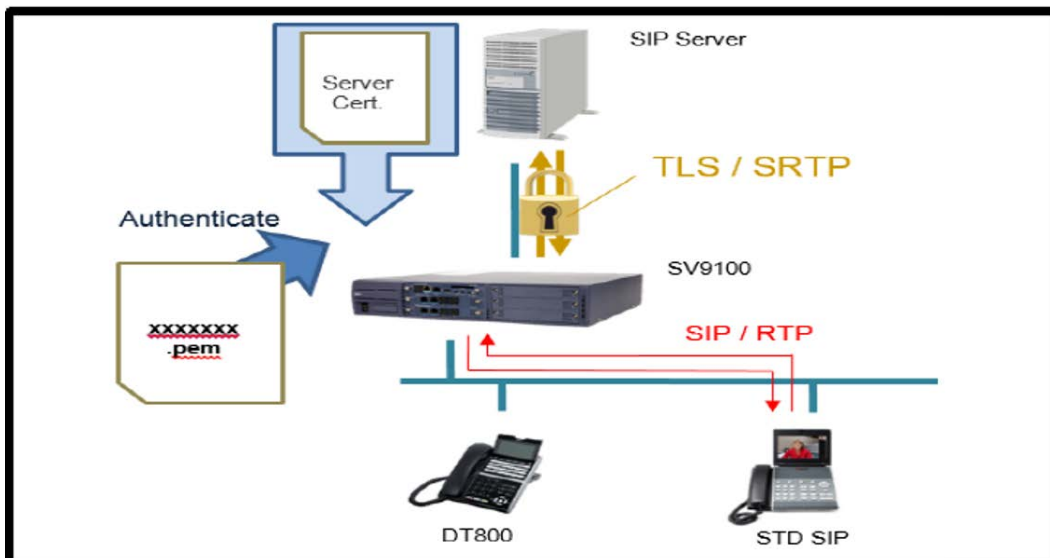 SIP Server
Server
Cert.
TLS / SRTP
Authenticate
SV9100
xxxxxxx
.pem
SIP / RTP
DT800
STD SIP